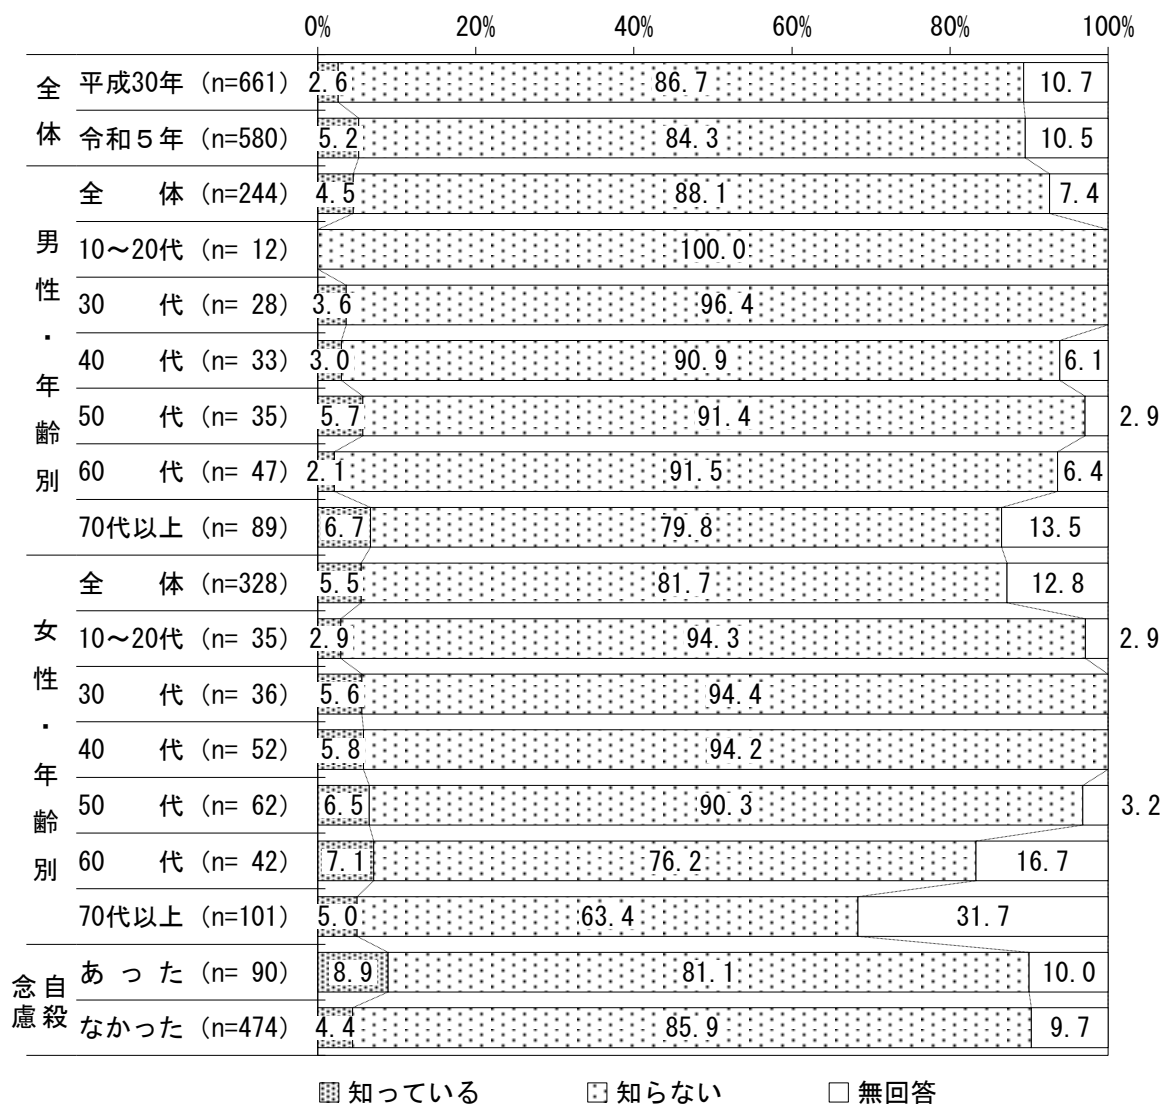 0% 20% 40% 60% 80% 100%
全体
平成30年 (n=661) 2.6 86.7 10.7
令和５年 (n=580) 5.2 84.3 10.5
男性・年齢別
全　　体 (n=244) 4.5 88.1 7.4
10～20代 (n= 12) 100.0
30　　代 (n= 28) 3.6 96.4
40　　代 (n= 33) 3.0 90.9 6.1
50　　代 (n= 35) 5.7 91.4 2.9
60　　代 (n= 47) 2.1 91.5 6.4
70代以上 (n= 89) 6.7 79.8 13.5
女性・年齢別
全　　体 (n=328) 5.5 81.7 12.8
10～20代 (n= 35) 2.9 94.3 2.9
30　　代 (n= 36) 5.6 94.4
40　　代 (n= 52) 5.8 94.2
50　　代 (n= 62) 6.5 90.3 3.2
60　　代 (n= 42) 7.1 76.2 16.7
70代以上 (n=101) 5.0 63.4 31.7
自殺念慮
あ っ た (n= 90) 8.9 81.1 10.0
なかった (n=474) 4.4 85.9 9.7
知っている 知らない 無回答